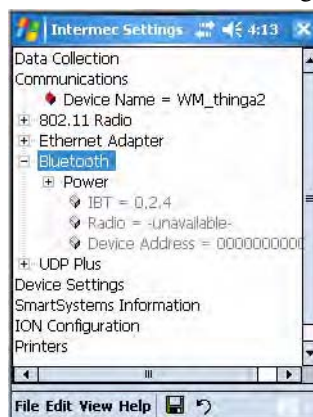 Intermec Settings 4:13
Data Collection
Communications
Device Name = WM_thinga2
+ 802.11 Radio
+ Ethernet Adapter
- Bluetooth
+ Power
IBT = 0,2,4
Radio = -unavailable-
Device Address = 0000000000
+ UDP Plus
Device Settings
SmartSystems Information
ION Configuration
Printers
File Edit View Help